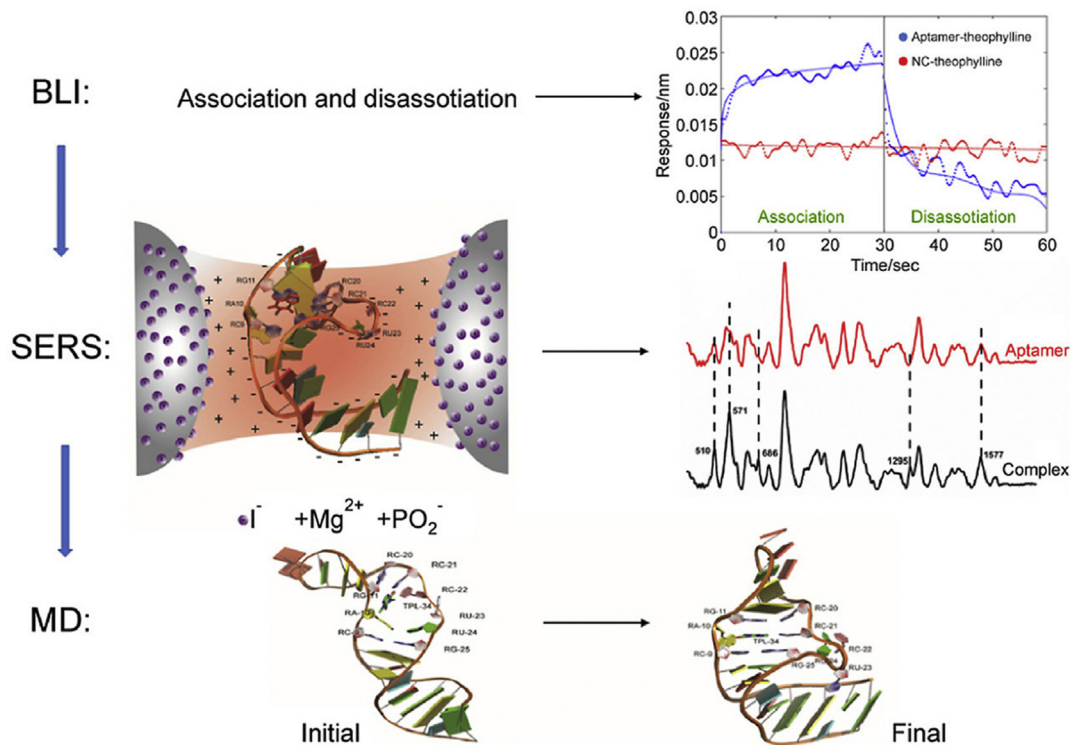 BLI:
Association and disassotiation
Response/nm
0.03
0.025
0.02
0.015
0.01
0.005
0
Aptamer-theophylline
NC-theophylline
Association
Disassotiation
0 10 20 30 40 50 60
Time/sec
SERS:
RG11
RA10
RC9
RC20
RC21
RC22
RU23
RU24
Aptamer
510
571
686
1295
1577
Complex
I- +Mg2+ +PO2-
MD:
RC-20
RC-21
RC-22
RG-11
TPL-34
RU-23
RU-24
RG-25
Initial
RG-11
RC-20
RA-10
RC-21
TPL-34
RC-9
RC-22
RG-25
RU-23
Final